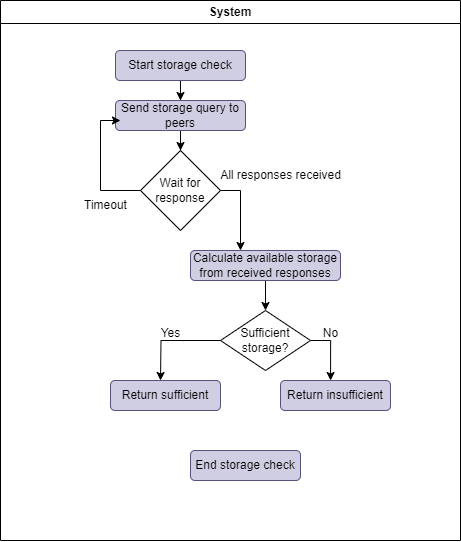 System
Start storage check
Send storage query to
peers
Wait for
response
All responses received
Timeout
Calculate available storage
from received responses
Sufficient
storage?
Yes
No
Return sufficient
Return insufficient
End storage check